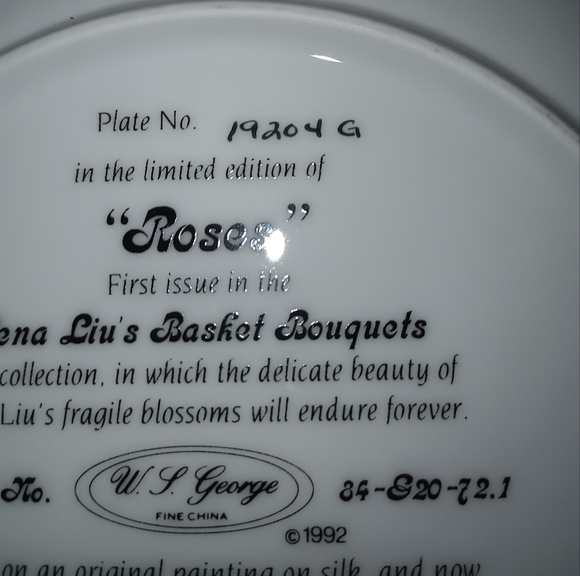 Plate No. 19204 G
in the limited edition of
“Roses”
First issue in the
ena Liu's Basket Bouquets
collection, in which the delicate beauty of
Liu's fragile blossoms will endure forever.
No. W. S. George 84-G20-72.1
FINE CHINA
©1992
on an original painting on silk, and now